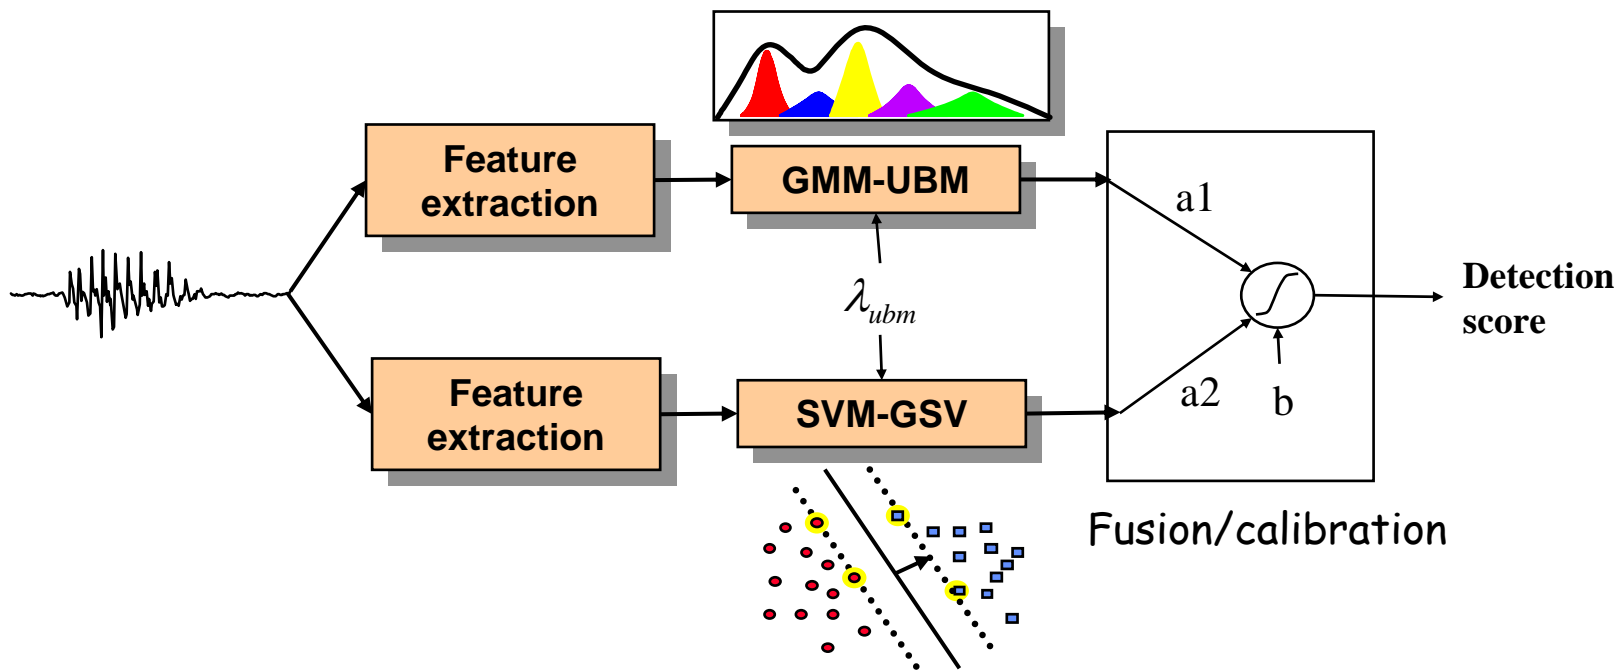 Feature
extraction
GMM-UBM
a1
λubm
Detection
score
Feature
extraction
SVM-GSV
a2
b
Fusion/calibration